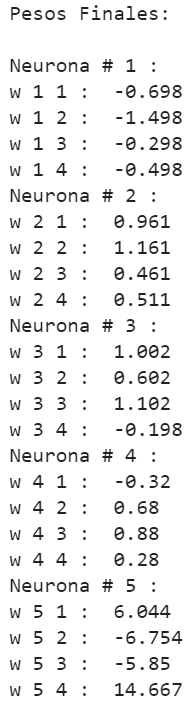 Pesos Finales:
Neurona # 1 :
w 1 1 :  -0.698
w 1 2 :  -1.498
w 1 3 :  -0.298
w 1 4 :  -0.498
Neurona # 2 :
w 2 1 :  0.961
w 2 2 :  1.161
w 2 3 :  0.461
w 2 4 :  0.511
Neurona # 3 :
w 3 1 :  1.002
w 3 2 :  0.602
w 3 3 :  1.102
w 3 4 :  -0.198
Neurona # 4 :
w 4 1 :  -0.32
w 4 2 :  0.68
w 4 3 :  0.88
w 4 4 :  0.28
Neurona # 5 :
w 5 1 :  6.044
w 5 2 :  -6.754
w 5 3 :  -5.85
w 5 4 :  14.667